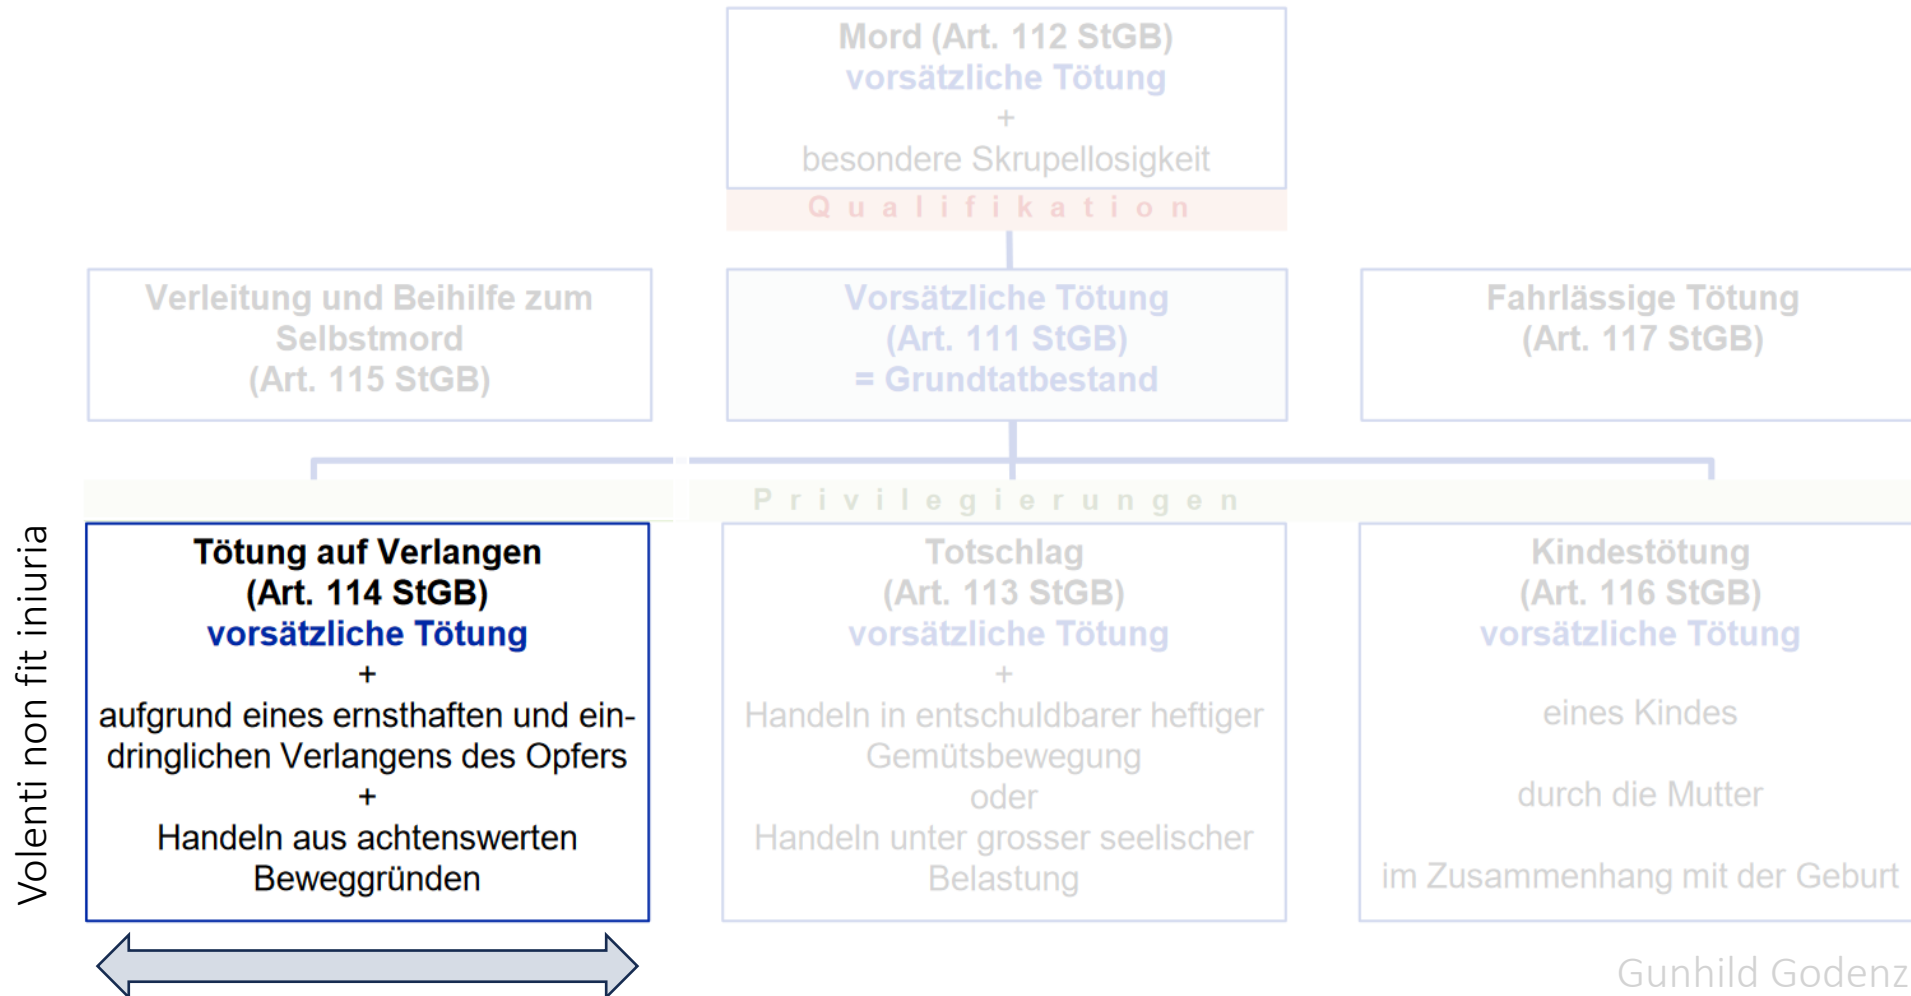 Mord (Art. 112 StGB)
vorsätzliche Tötung
+
besondere Skrupellosigkeit
Qualifikation
Verleitung und Beihilfe zum
Selbstmord
(Art. 115 StGB)
Vorsätzliche Tötung
(Art. 111 StGB)
= Grundtatbestand
Fahrlässige Tötung
(Art. 117 StGB)
Privilegierungen
Volenti non fit iniuria
Tötung auf Verlangen
(Art. 114 StGB)
vorsätzliche Tötung
+
aufgrund eines ernsthaften und ein-
dringlichen Verlangens des Opfers
+
Handeln aus achtenswerten
Beweggründen
Totschlag
(Art. 113 StGB)
vorsätzliche Tötung
+
Handeln in entschuldbarer heftiger
Gemütsbewegung
oder
Handeln unter grosser seelischer
Belastung
Kindestötung
(Art. 116 StGB)
vorsätzliche Tötung
eines Kindes
durch die Mutter
im Zusammenhang mit der Geburt
Gunhild Godenz